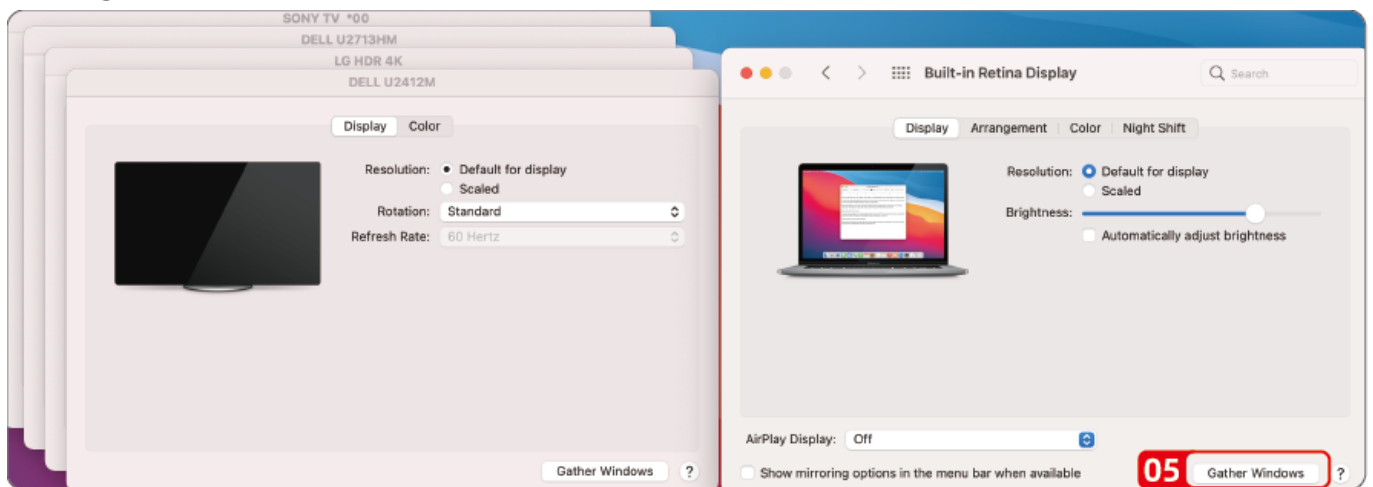 SONY TV *00
DELL U2713HM
LG HDR 4K
DELL U2412M
Display Color
Resolution: Default for display
Scaled
Rotation: Standard
Refresh Rate: 60 Hertz
Gather Windows ?
Built-in Retina Display
Search
Display Arrangement Color Night Shift
Resolution: Default for display
Scaled
Brightness:
Automatically adjust brightness
AirPlay Display: Off
Show mirroring options in the menu bar when available
05 Gather Windows ?